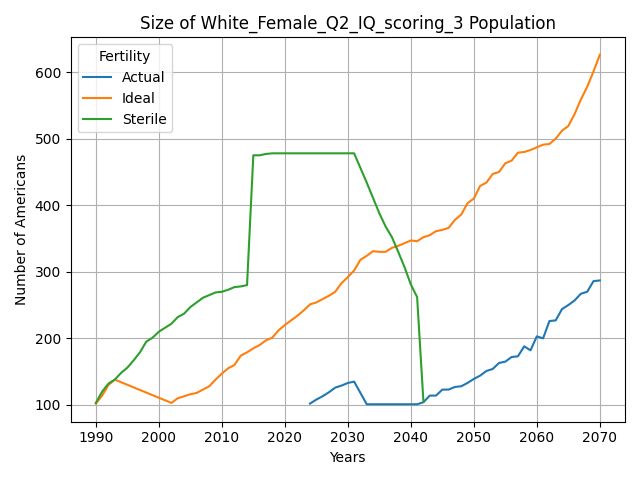 Size of White_Female_Q2_IQ_scoring_3 Population
Fertility
Actual
Ideal
Sterile
Number of Americans
600
500
400
300
200
100
1990
2000
2010
2020
2030
2040
2050
2060
2070
Years